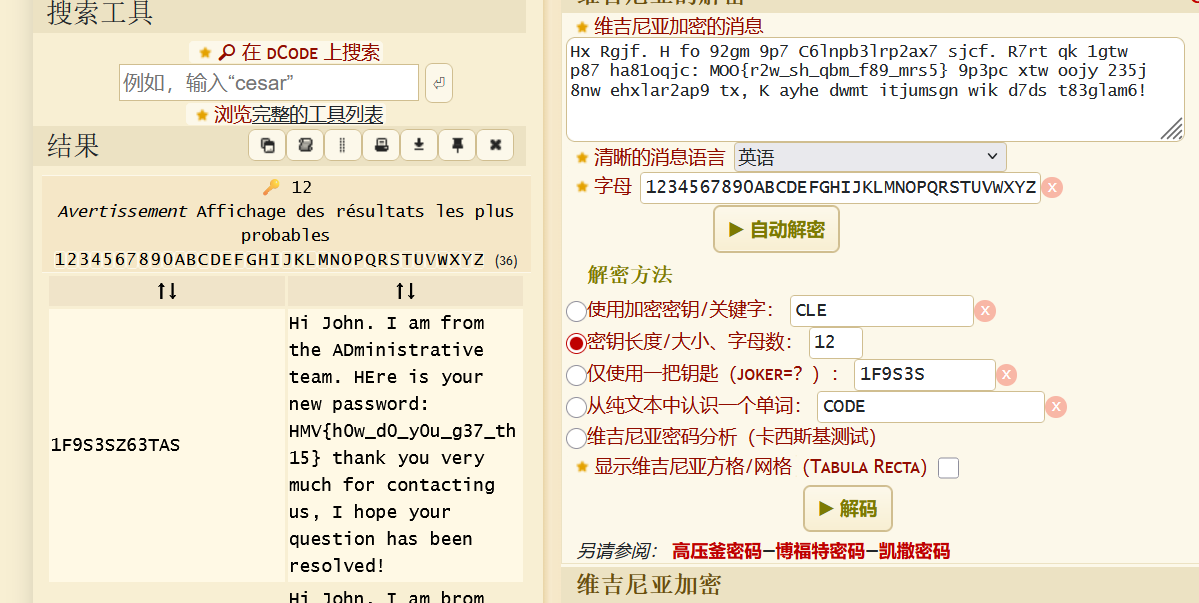 搜索工具
在 DCODE 上搜索
例如，输入“cesar”
浏览完整的工具列表
结果
12
Avertissement Affichage des résultats les plus
probables
1234567890ABCDEFGHIJKLMNOPQRSTUVWXYZ (36)
↑↓ ↑↓
1F9S3SZ63TAS
Hi John. I am from
the ADministrative
team. HEre is your
new password:
HMV{h0w_d0_y0u_g37_th
15} thank you very
much for contacting
us, I hope your
question has been
resolved!
Hi John. I am brom
维吉尼亚的解密
维吉尼亚加密的消息
Hx Rgjf. H fo 92gm 9p7 C6lnpb3lrp2ax7 sjcf. R7rt qk 1gtw
p87 ha81oqjc: MOO{r2w_sh_qbm_f89_mrs5} 9p3pc xtw oojy 235j
8nw ehxlar2ap9 tx, K ayhe dwmt itjumsgn wik d7ds t83glam6!
清晰的消息语言 英语
字母 1234567890ABCDEFGHIJKLMNOPQRSTUVWXYZ X
▶ 自动解密
解密方法
使用加密密钥/关键字： CLE X
密钥长度/大小、字母数： 12
仅使用一把钥匙（JOKER=? ）： 1F9S3S X
从纯文本中认识一个单词： CODE X
维吉尼亚密码分析（卡西斯基测试）
显示维吉尼亚方格/网格（TABULA RECTA）
▶ 解码
另请参阅： 高压釜密码–博福特密码–凯撒密码
维吉尼亚加密